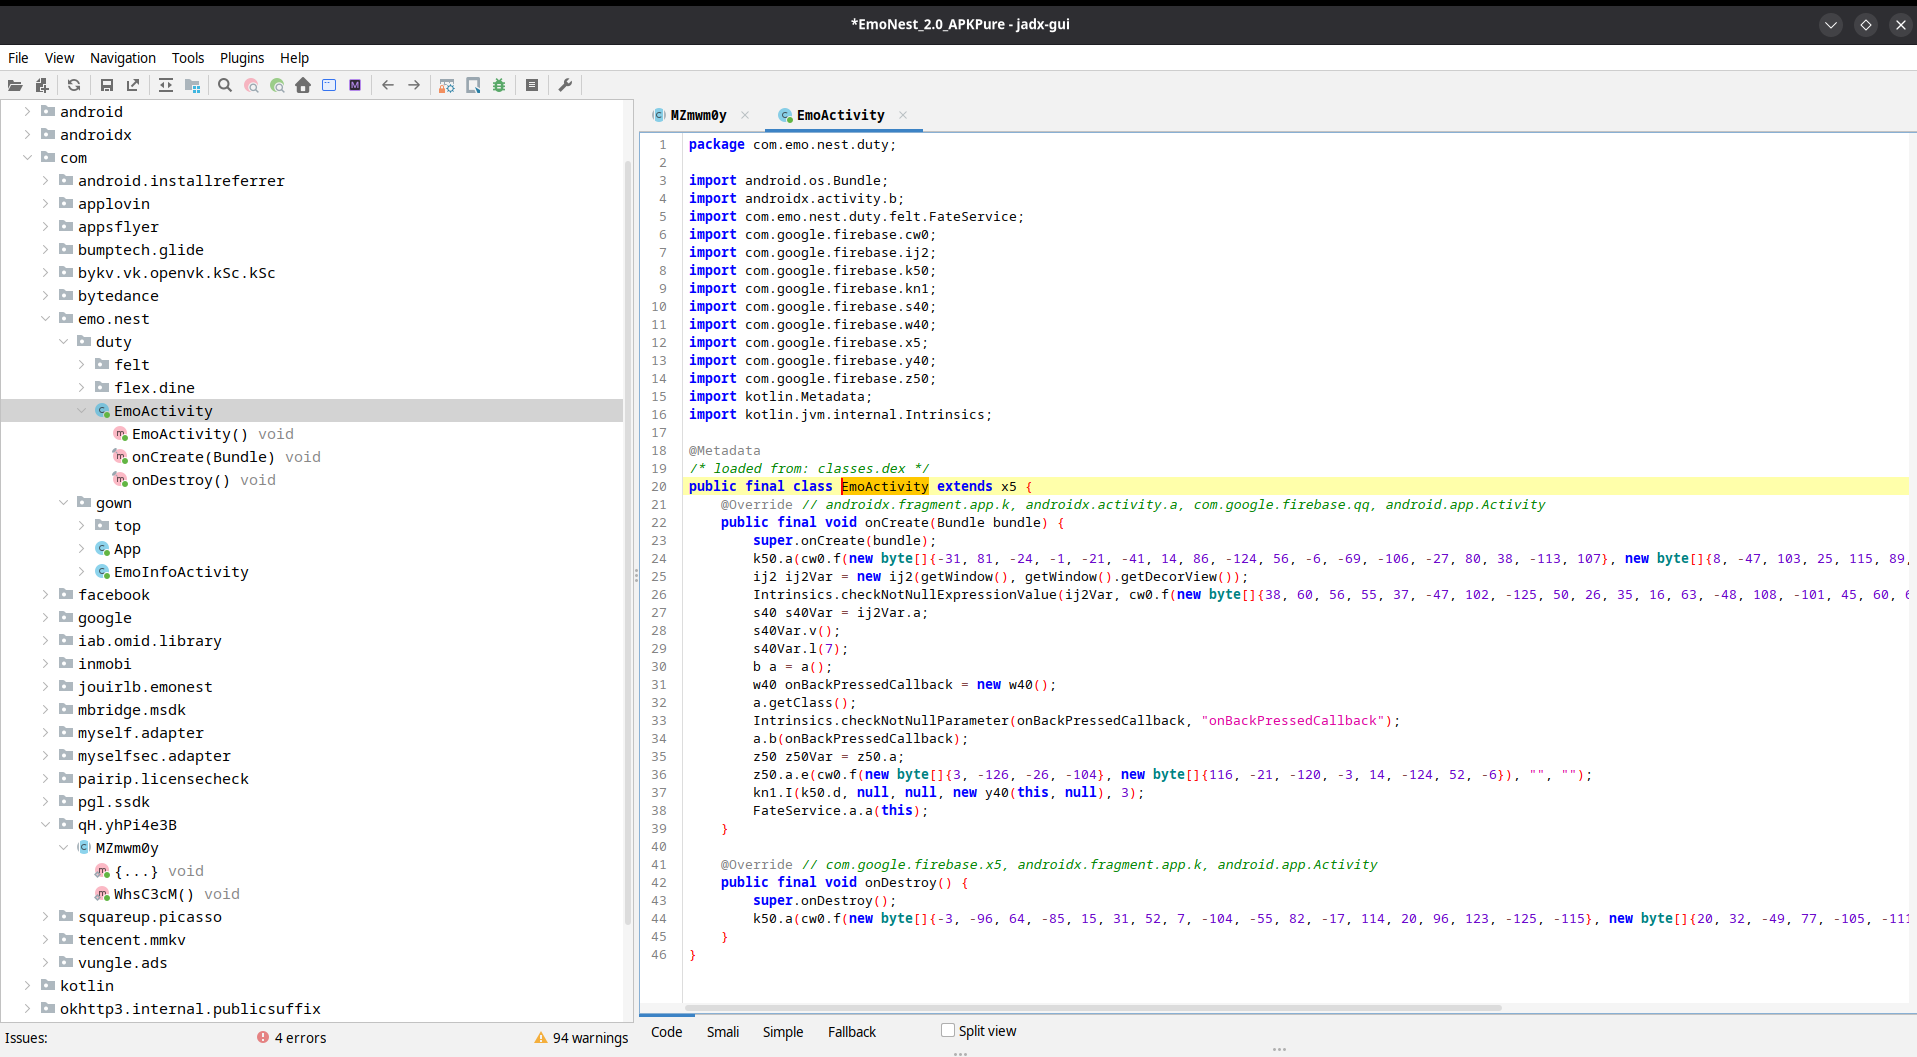 *EmoNest_2.0_APKPure - jadx-gui
File View Navigation Tools Plugins Help
android
androidx
com
android.installreferrer
applovin
appsflyer
bumptech.glide
bykv.vk.openvk.kSc.kSc
bytedance
emo.nest
duty
felt
flex.dine
EmoActivity
EmoActivity() void
onCreate(Bundle) void
onDestroy() void
gown
top
App
EmoInfoActivity
facebook
google
iab.omid.library
inmobi
jouirlb.emonest
mbridge.msdk
myself.adapter
myselfsec.adapter
pairip.licensecheck
pgl.ssdk
qH.yhPi4e3B
MZmwm0y
{...} void
WhsC3cM() void
squareup.picasso
tencent.mmkv
vungle.ads
kotlin
okhttp3.internal.publicsuffix
Issues: 4 errors 94 warnings
MZmwm0y EmoActivity
1 package com.emo.nest.duty;
2
3 import android.os.Bundle;
4 import androidx.activity.b;
5 import com.emo.nest.duty.felt.FateService;
6 import com.google.firebase.cw0;
7 import com.google.firebase.ij2;
8 import com.google.firebase.k50;
9 import com.google.firebase.kn1;
10 import com.google.firebase.s40;
11 import com.google.firebase.w40;
12 import com.google.firebase.x5;
13 import com.google.firebase.y40;
14 import com.google.firebase.z50;
15 import kotlin.Metadata;
16 import kotlin.jvm.internal.Intrinsics;
17
18 @Metadata
19 /* loaded from: classes.dex */
20 public final class EmoActivity extends x5 {
21 @Override // androidx.fragment.app.k, androidx.activity.a, com.google.firebase.qq, android.app.Activity
22 public final void onCreate(Bundle bundle) {
23 super.onCreate(bundle);
24 k50.a(cw0.f(new byte[]{-31, 81, -24, -1, -21, -41, 14, 86, -124, 56, -6, -69, -106, -27, 80, 38, -113, 107}, new byte[]{8, -47, 103, 25, 115, 89,
25 ij2 ij2Var = new ij2(getWindow(), getWindow().getDecorView());
26 Intrinsics.checkNotNullExpressionValue(ij2Var, cw0.f(new byte[]{38, 60, 56, 55, 37, -47, 102, -125, 50, 26, 35, 16, 63, -48, 108, -101, 45, 60,
27 s40 s40Var = ij2Var.a;
28 s40Var.v();
29 s40Var.l(7);
30 b a = a();
31 w40 onBackPressedCallback = new w40();
32 a.getClass();
33 Intrinsics.checkNotNullParameter(onBackPressedCallback, "onBackPressedCallback");
34 a.b(onBackPressedCallback);
35 z50 z50Var = z50.a;
36 z50.a.e(cw0.f(new byte[]{3, -126, -26, -104}, new byte[]{116, -21, -120, -3, 14, -124, 52, -6}), "", "");
37 kn1.I(k50.d, null, null, new y40(this, null), 3);
38 FateService.a.a(this);
39 }
40
41 @Override // com.google.firebase.x5, androidx.fragment.app.k, android.app.Activity
42 public final void onDestroy() {
43 super.onDestroy();
44 k50.a(cw0.f(new byte[]{-3, -96, 64, -85, 15, 31, 52, 7, -104, -55, 82, -17, 114, 20, 96, 123, -125, -115}, new byte[]{20, 32, -49, 77, -105, -111
45 }
46 }
Code Smali Simple Fallback Split view